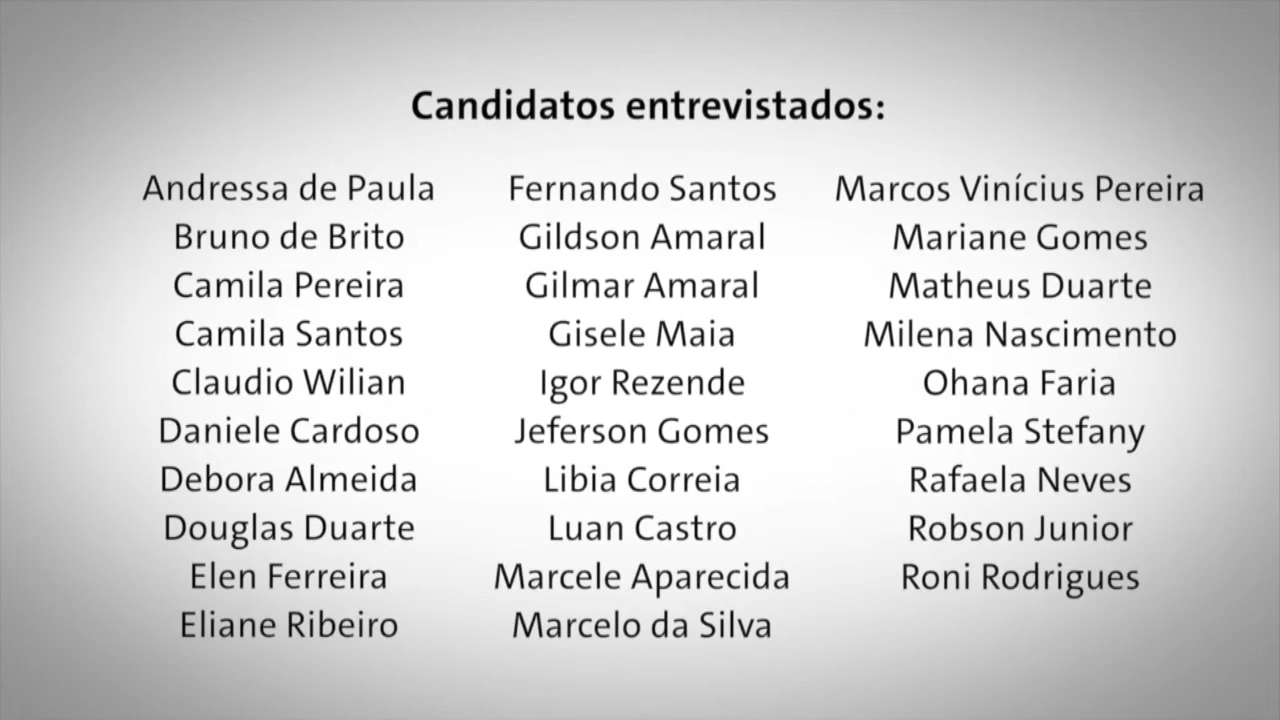 Candidatos entrevistados:
Andressa de Paula
Bruno de Brito
Camila Pereira
Camila Santos
Claudio Wilian
Daniele Cardoso
Debora Almeida
Douglas Duarte
Elen Ferreira
Eliane Ribeiro
Fernando Santos
Gildson Amaral
Gilmar Amaral
Gisele Maia
Igor Rezende
Jeferson Gomes
Libia Correia
Luan Castro
Marcele Aparecida
Marcelo da Silva
Marcos Vinícius Pereira
Mariane Gomes
Matheus Duarte
Milena Nascimento
Ohana Faria
Pamela Stefany
Rafaela Neves
Robson Junior
Roni Rodrigues